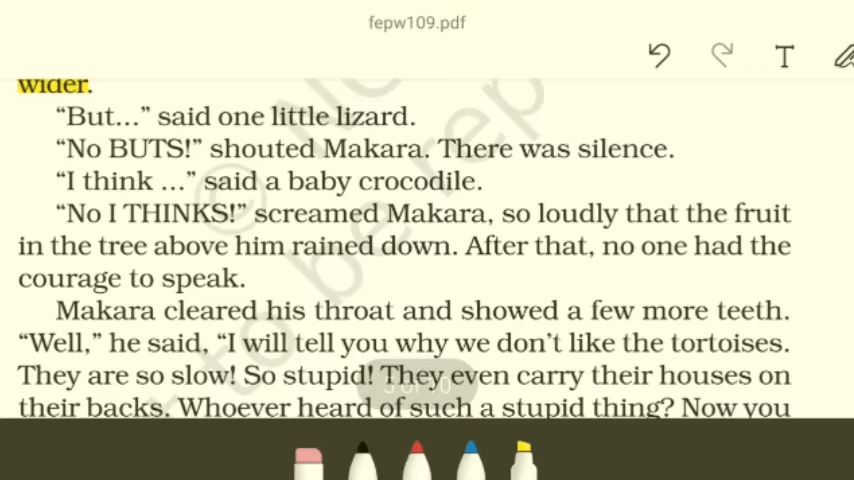 fepw109.pdf
T
wider.
“But...” said one little lizard.
“No BUTS!” shouted Makara. There was silence.
“I think ...” said a baby crocodile.
“No I THINKS!” screamed Makara, so loudly that the fruit
in the tree above him rained down. After that, no one had the
courage to speak.
Makara cleared his throat and showed a few more teeth.
“Well,” he said, “I will tell you why we don’t like the tortoises.
They are so slow! So stupid! They even carry their houses on
their backs. Whoever heard of such a stupid thing? Now you
© No
to be rep